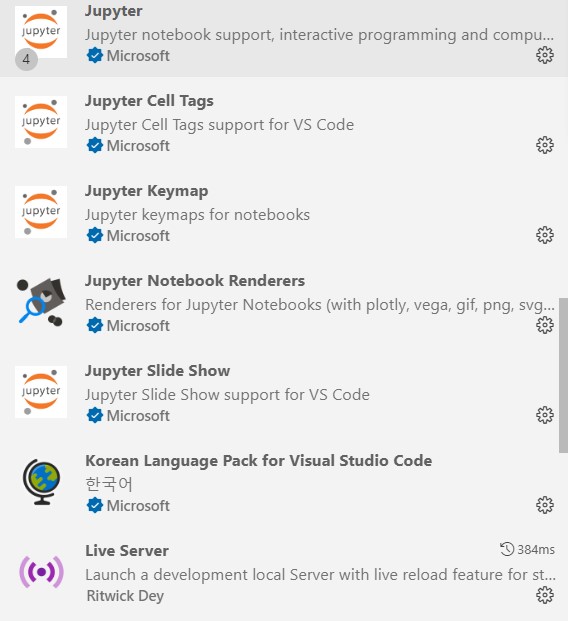 Jupyter
Jupyter notebook support, interactive programming and compu...
Microsoft
jupyter
4
Jupyter Cell Tags
Jupyter Cell Tags support for VS Code
Microsoft
jupyter
Jupyter Keymap
Jupyter keymaps for notebooks
Microsoft
jupyter
Jupyter Notebook Renderers
Renderers for Jupyter Notebooks (with plotly, vega, gif, png, svg...
Microsoft
Jupyter Slide Show
Jupyter Slide Show support for VS Code
Microsoft
jupyter
Korean Language Pack for Visual Studio Code
한국어
Microsoft
Live Server 384ms
Launch a development local Server with live reload feature for st...
Ritwick Dey